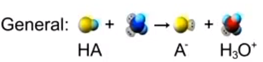 General: + → +
HA A⁻ H₃O⁺